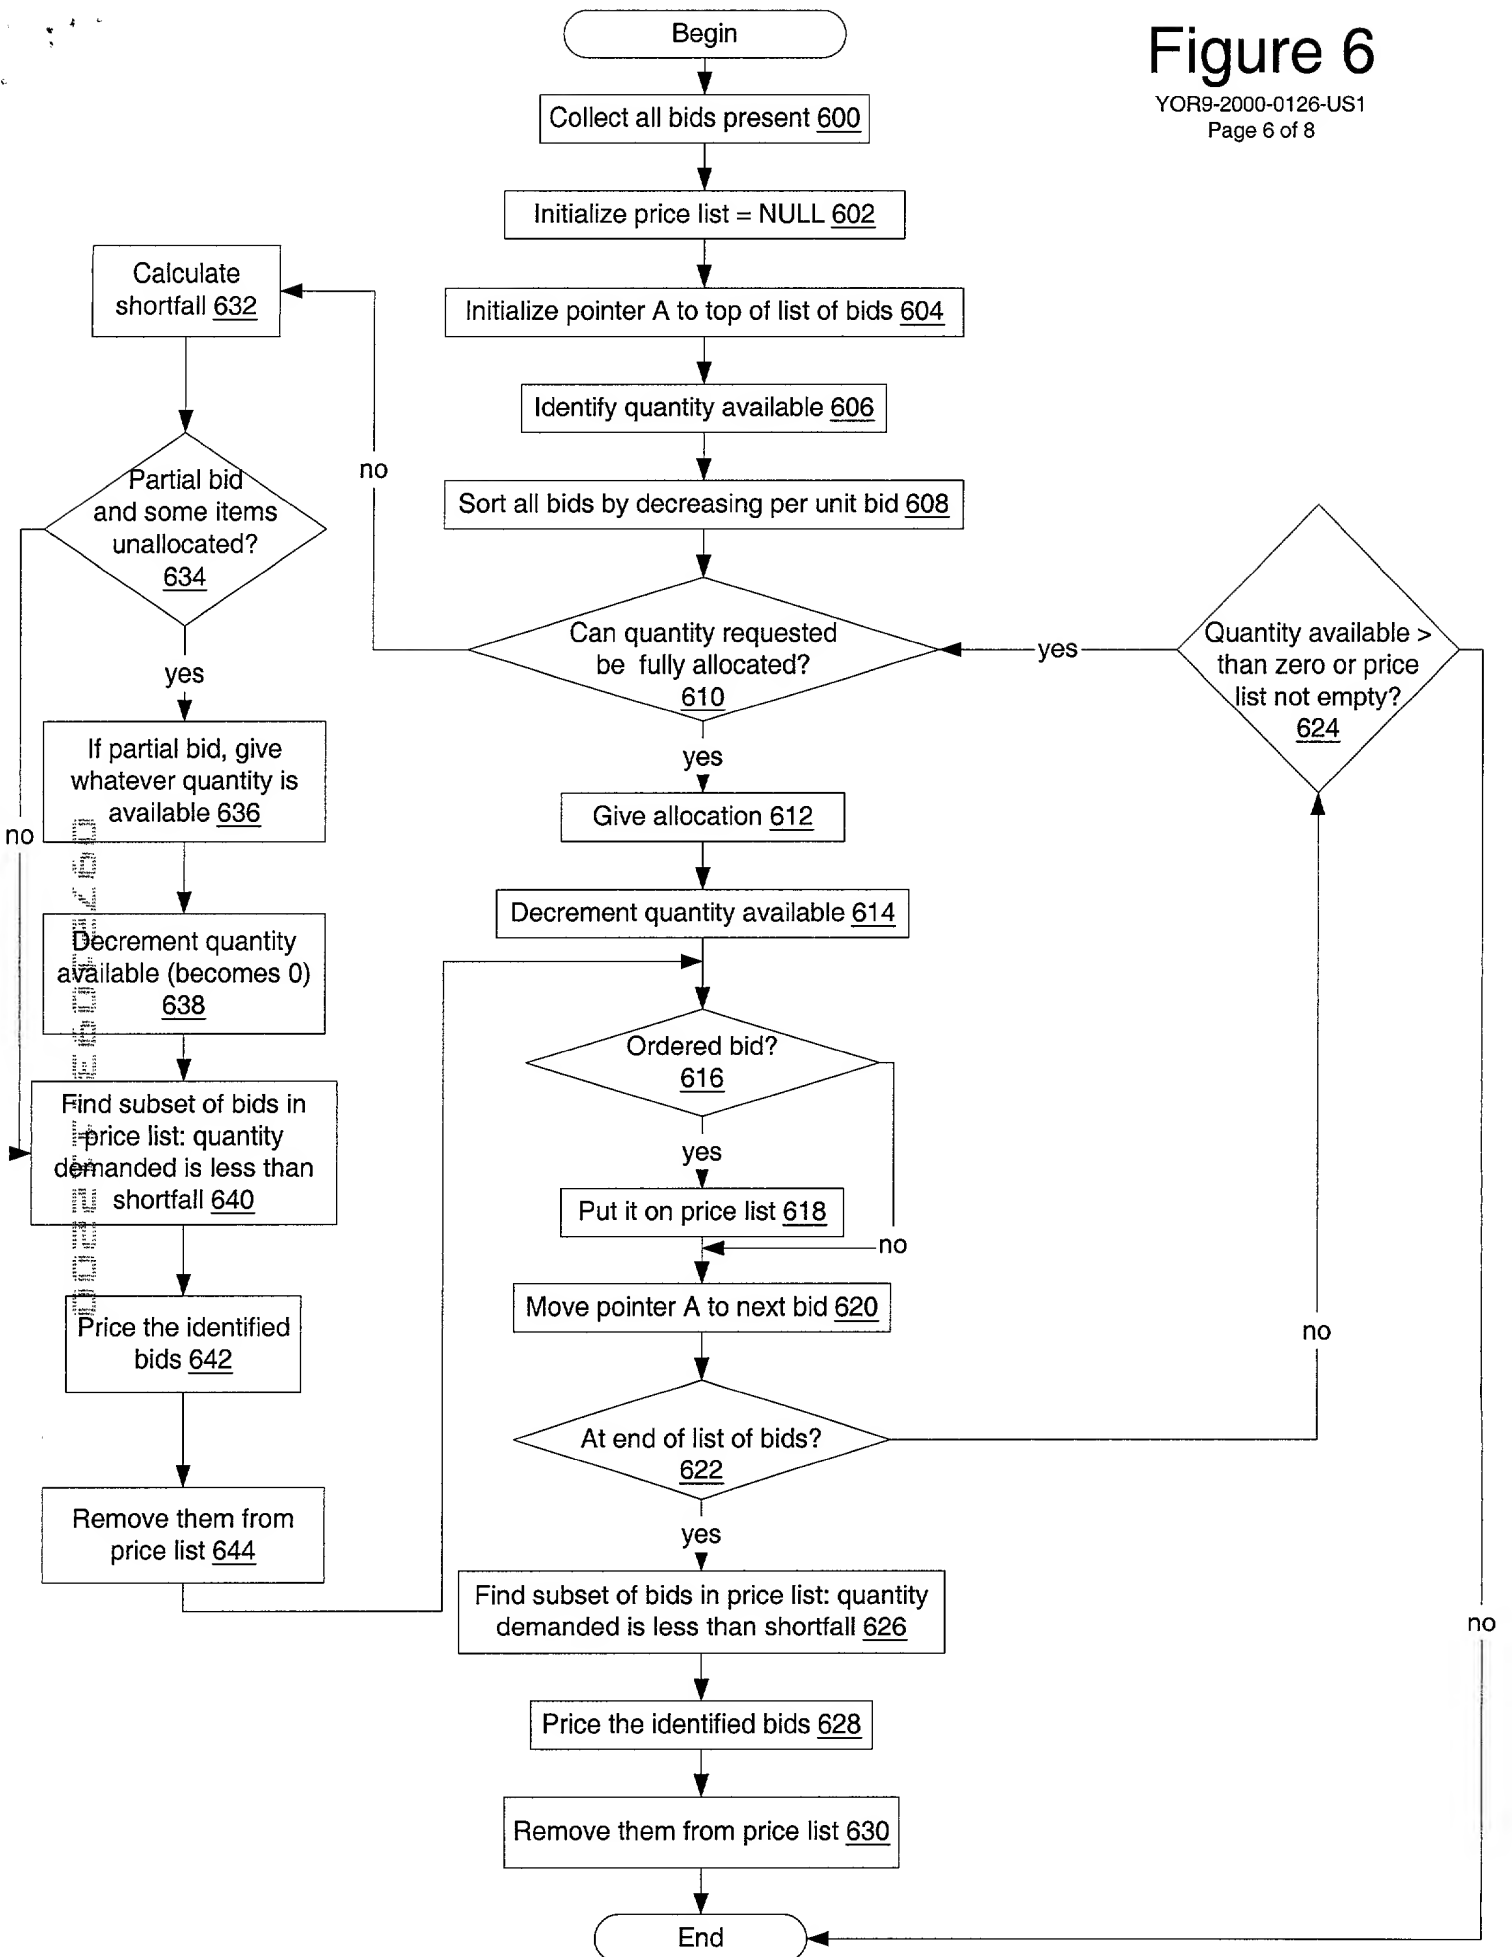 Figure 6
YOR9-2000-0126-US1
Page 6 of 8
Begin
Collect all bids present 600
Initialize price list = NULL 602
Initialize pointer A to top of list of bids 604
Identify quantity available 606
Sort all bids by decreasing per unit bid 608
Can quantity requested
be fully allocated?
610
yes
Give allocation 612
Decrement quantity available 614
Ordered bid?
616
yes
Put it on price list 618
no
Move pointer A to next bid 620
At end of list of bids?
622
yes
Find subset of bids in price list: quantity
demanded is less than shortfall 626
Price the identified bids 628
Remove them from price list 630
End
no
Calculate
shortfall 632
Partial bid
and some items
unallocated?
634
yes
no
If partial bid, give
whatever quantity is
available 636
Decrement quantity
available (becomes 0)
638
Find subset of bids in
price list: quantity
demanded is less than
shortfall 640
Price the identified
bids 642
Remove them from
price list 644
yes
Quantity available >
than zero or price
list not empty?
624
no
no